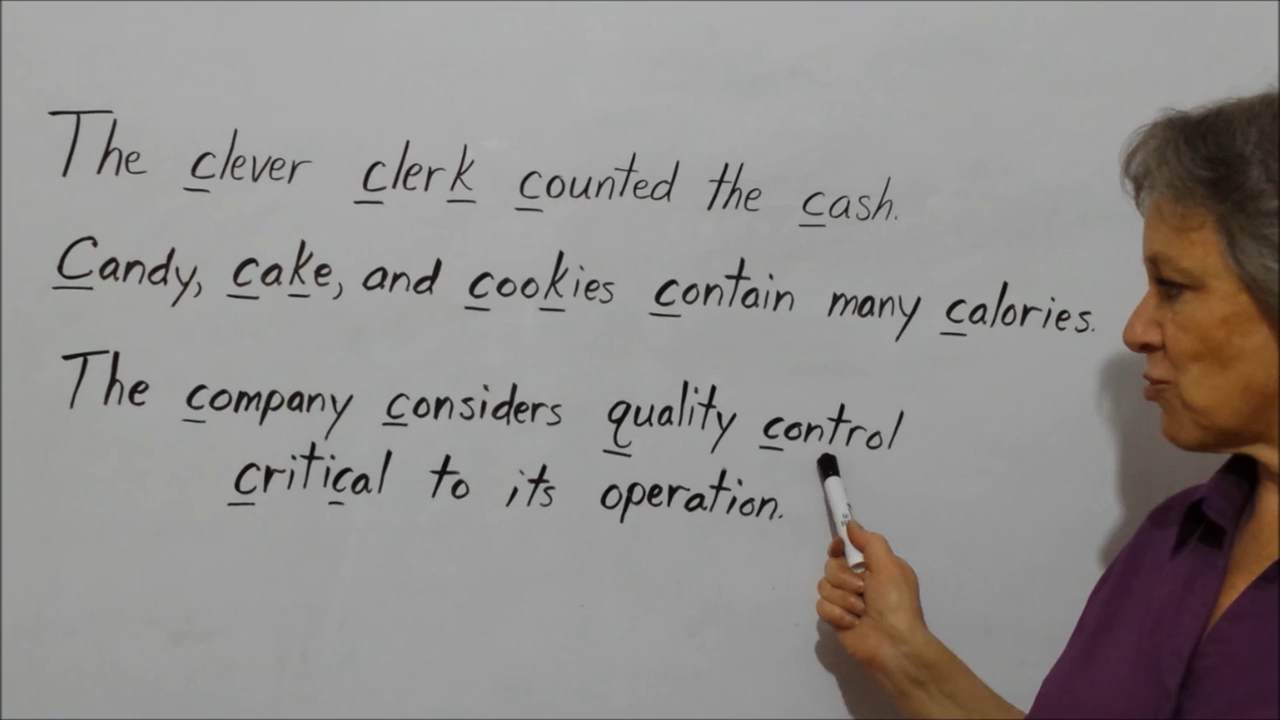 The clever clerk counted the cash.
Candy, cake, and cookies contain many calories.
The company considers quality control
critical to its operation.